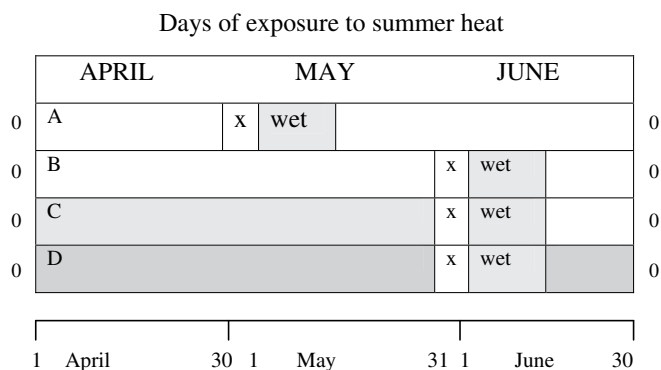 Days of exposure to summer heat
APRIL MAY JUNE
0 A x wet 0
0 B x wet 0
0 C x wet 0
0 D x wet 0
1 April 30 1 May 31 1 June 30